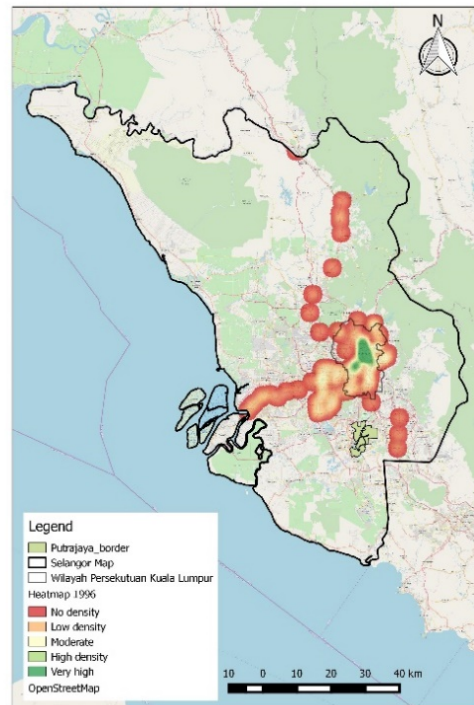 N
Legend
Putrajaya_border
Selangor Map
Wilayah Persekutuan Kuala Lumpur
Heatmap 1996
No density
Low density
Moderate
High density
Very high
OpenStreetMap
10 0 10 20 30 40 km